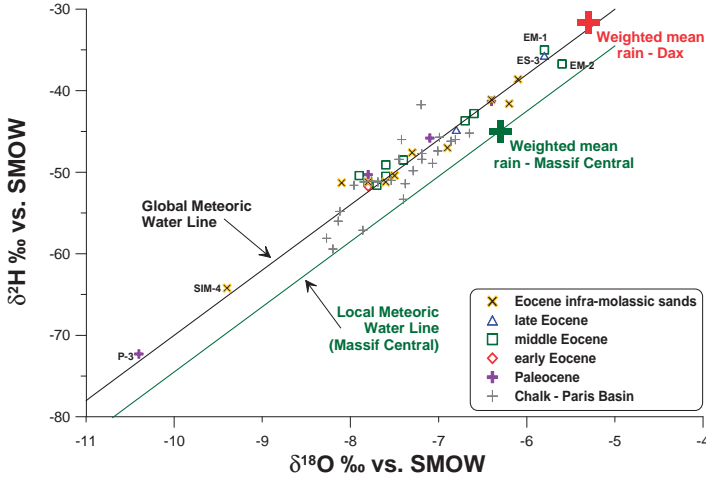 -30
-40
-50
-60
-70
-80
δ²H ‰ vs. SMOW
EM-1
ES-3
EM-2
Weighted mean
rain - Dax
Weighted mean
rain - Massif Central
Global Meteoric
Water Line
SIM-4
P-3
Local Meteoric
Water Line
(Massif Central)
Eocene infra-molassic sands
late Eocene
middle Eocene
early Eocene
Paleocene
Chalk - Paris Basin
-11 -10 -9 -8 -7 -6 -5 -4
δ¹⁸O ‰ vs. SMOW